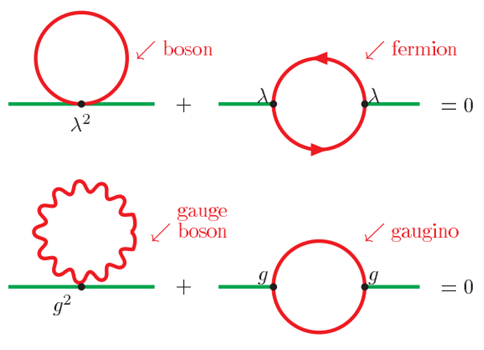 boson
fermion
λ²
+
λ
λ
= 0
gauge
boson
gaugino
g²
+
g
g
= 0